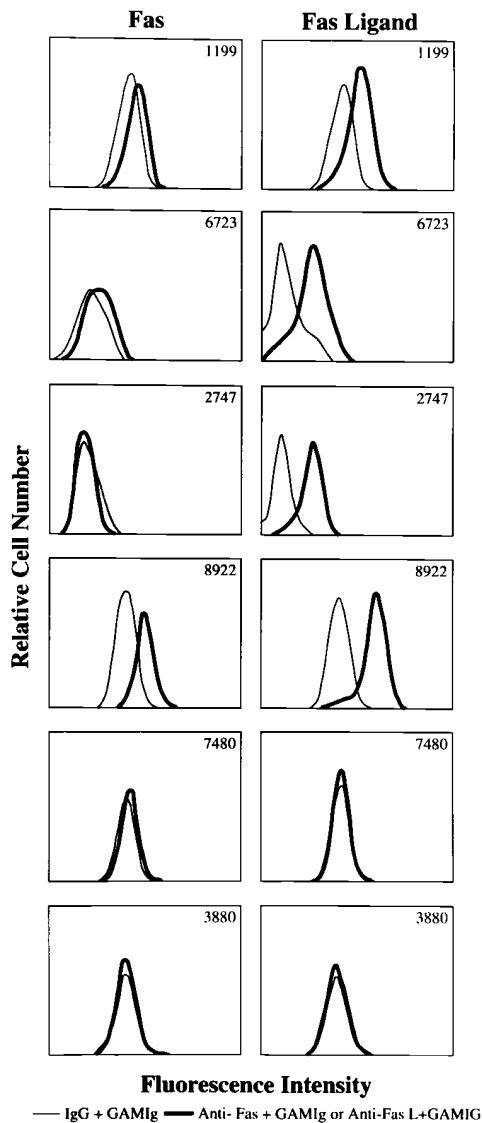 Fas Fas Ligand
1199 1199
6723 6723
2747 2747
8922 8922
7480 7480
3880 3880
Relative Cell Number
Fluorescence Intensity
IgG + GAMIg Anti- Fas + GAMIg or Anti-Fas L+GAMIG